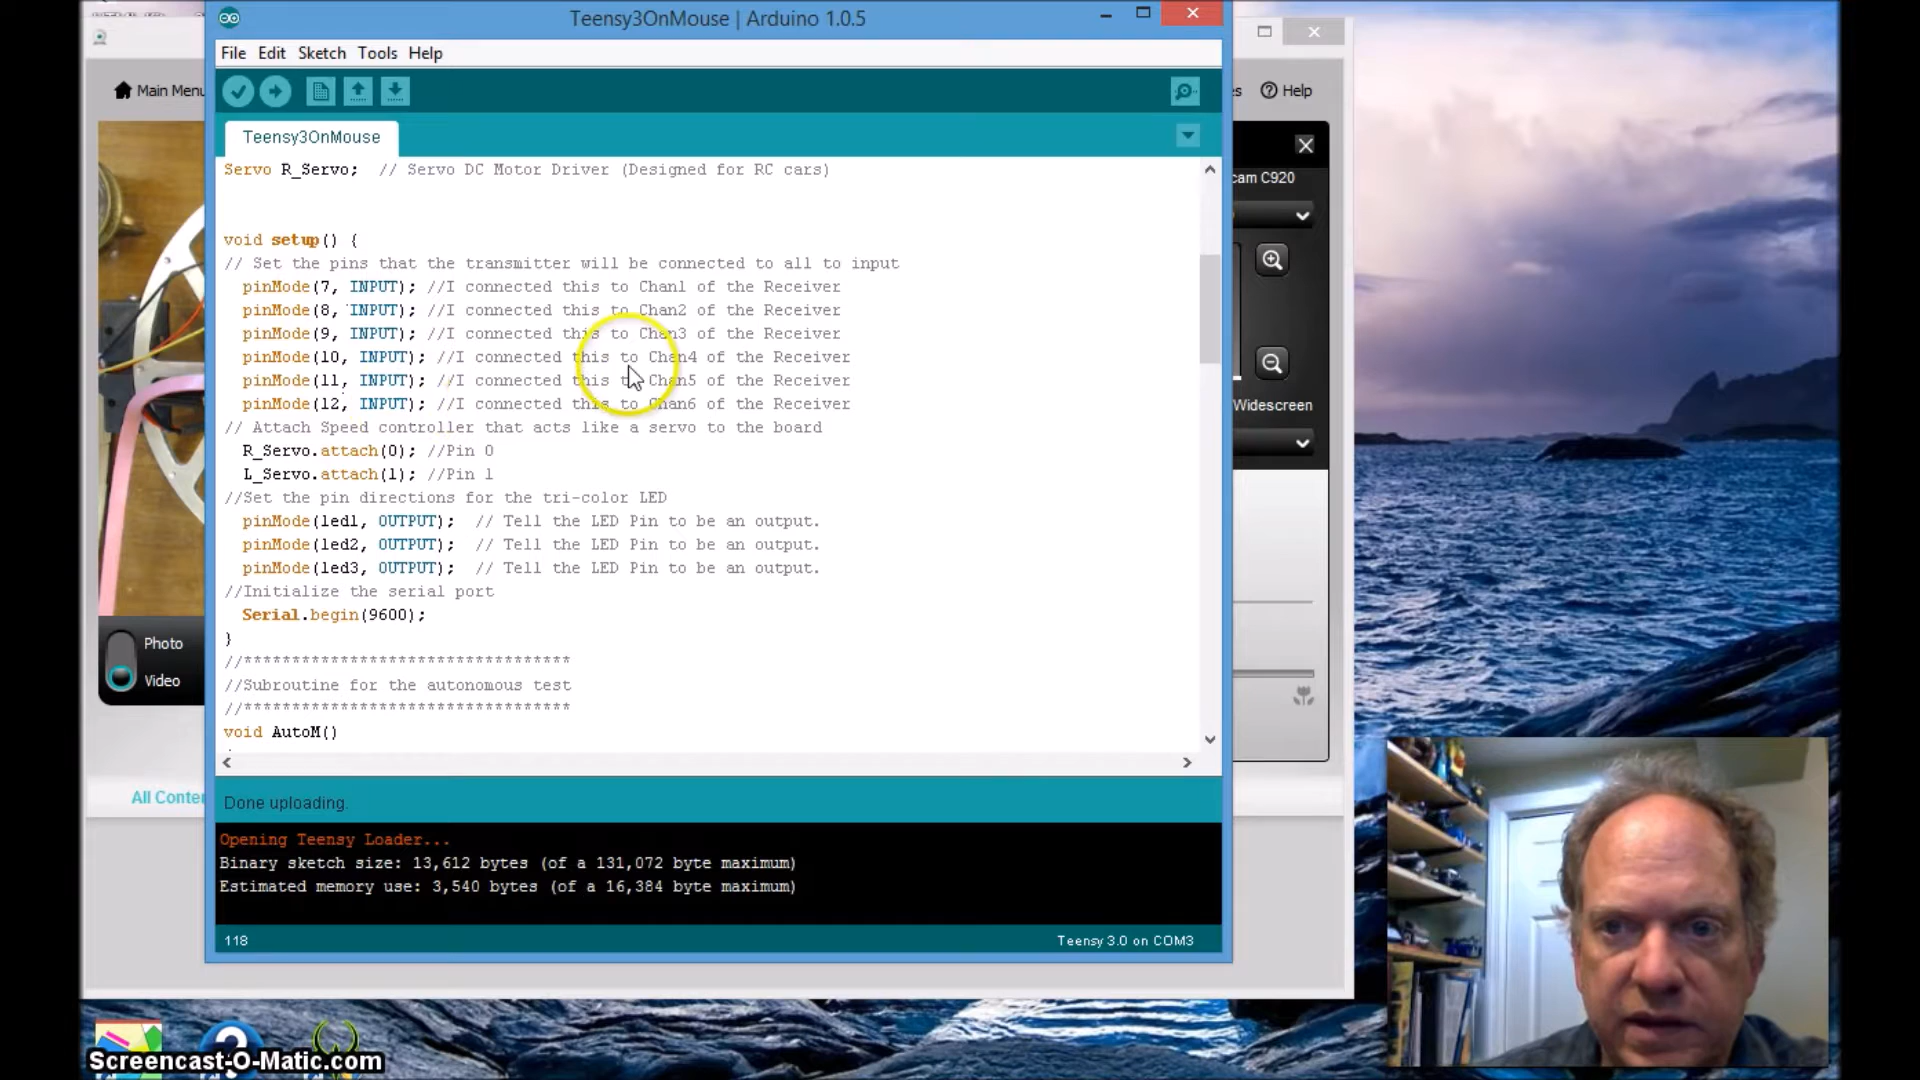 Teensy3OnMouse | Arduino 1.0.5
File Edit Sketch Tools Help
Main Menu
Help
Teensy3OnMouse
cam C920
Widescreen
Servo R_Servo;  // Servo DC Motor Driver (Designed for RC cars)
void setup() {
// Set the pins that the transmitter will be connected to all to input
pinMode(7, INPUT); //I connected this to Chan1 of the Receiver
pinMode(8, INPUT); //I connected this to Chan2 of the Receiver
pinMode(9, INPUT); //I connected this to Chan3 of the Receiver
pinMode(10, INPUT); //I connected this to Chan4 of the Receiver
pinMode(11, INPUT); //I connected this to Chan5 of the Receiver
pinMode(12, INPUT); //I connected this to Chan6 of the Receiver
// Attach Speed controller that acts like a servo to the board
R_Servo.attach(0); //Pin 0
L_Servo.attach(1); //Pin 1
//Set the pin directions for the tri-color LED
pinMode(led1, OUTPUT);  // Tell the LED Pin to be an output.
pinMode(led2, OUTPUT);  // Tell the LED Pin to be an output.
pinMode(led3, OUTPUT);  // Tell the LED Pin to be an output.
//Initialize the serial port
Serial.begin(9600);
}
//**********************************
//Subroutine for the autonomous test
//**********************************
void AutoM()
Photo
Video
All Conte
Done uploading.
Opening Teensy Loader...
Binary sketch size: 13,612 bytes (of a 131,072 byte maximum)
Estimated memory use: 3,540 bytes (of a 16,384 byte maximum)
118
Teensy 3.0 on COM3
Screencast-O-Matic.com